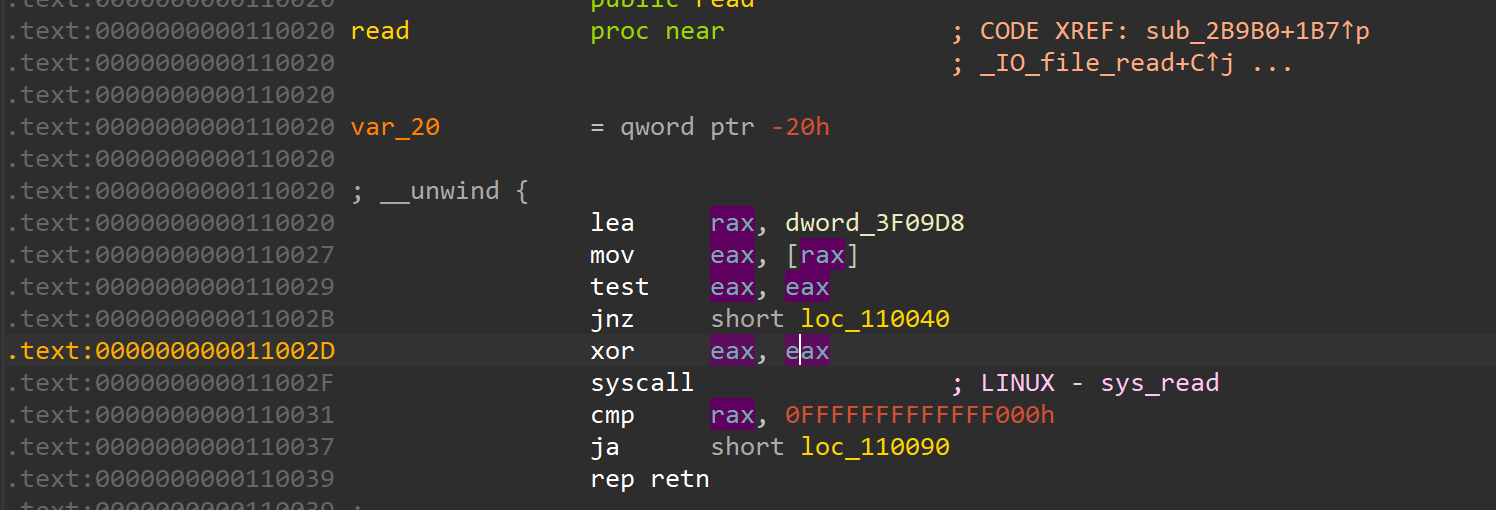 .text:0000000000110020 public read
.text:0000000000110020 read proc near ; CODE XREF: sub_2B9B0+1B7↑p
.text:0000000000110020 ; _IO_file_read+C↑j ...
.text:0000000000110020
.text:0000000000110020 var_20 = qword ptr -20h
.text:0000000000110020
.text:0000000000110020 ; __unwind {
.text:0000000000110020 lea rax, dword_3F09D8
.text:0000000000110027 mov eax, [rax]
.text:0000000000110029 test eax, eax
.text:000000000011002B jnz short loc_110040
.text:000000000011002D xor eax, eax
.text:000000000011002F syscall ; LINUX - sys_read
.text:0000000000110031 cmp rax, 0FFFFFFFFFFFFF000h
.text:0000000000110037 ja short loc_110090
.text:0000000000110039 rep retn
.text:0000000000110039 ;